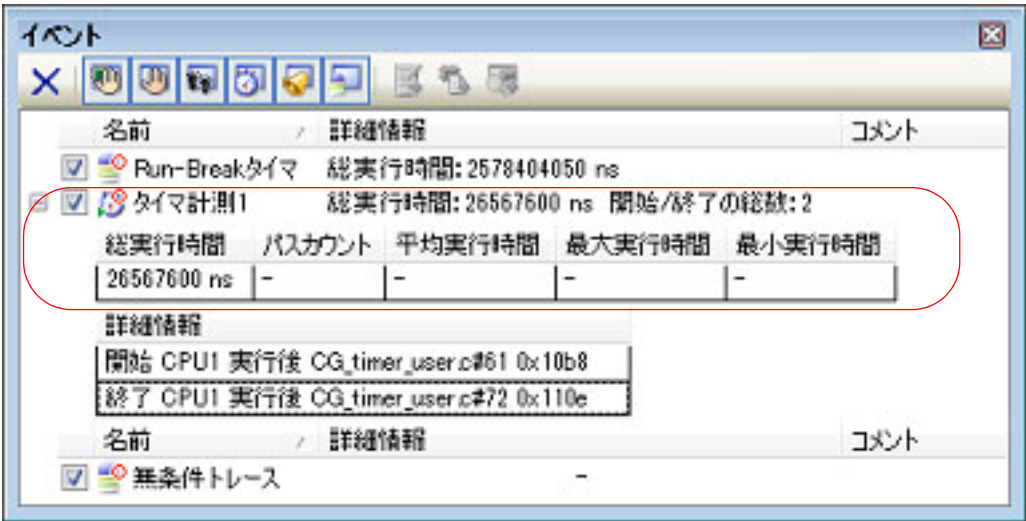 イベント
名前 詳細情報 コメント
Run-Breakタイマ 総実行時間: 2578404050 ns
タイマ計測1 総実行時間: 26567600 ns 開始/終了の総数: 2
総実行時間 パスカウント 平均実行時間 最大実行時間 最小実行時間
26567600 ns - - - -
詳細情報
開始 CPU1 実行後 CG_timer_user.c#61 0x10b8
終了 CPU1 実行後 CG_timer_user.c#72 0x110e
名前 詳細情報 コメント
無条件トレース -